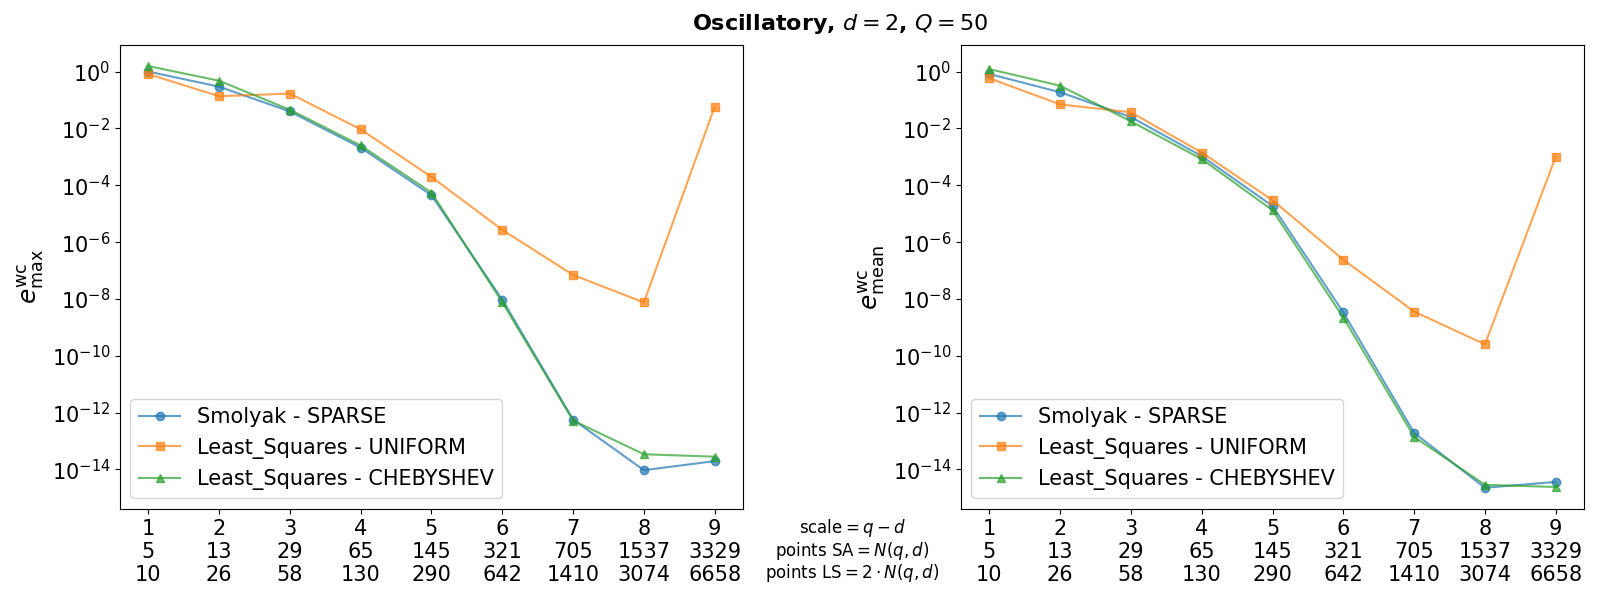 Oscillatory, d = 2, Q = 50
e^wc_max
10^0
10^−2
10^−4
10^−6
10^−8
10^−10
10^−12
10^−14
Smolyak - SPARSE
Least_Squares - UNIFORM
Least_Squares - CHEBYSHEV
1 2 3 4 5 6 7 8 9
5 13 29 65 145 321 705 1537 3329
10 26 58 130 290 642 1410 3074 6658
scale = q − d
points SA = N(q, d)
points LS = 2 · N(q, d)
e^wc_mean
10^0
10^−2
10^−4
10^−6
10^−8
10^−10
10^−12
10^−14
Smolyak - SPARSE
Least_Squares - UNIFORM
Least_Squares - CHEBYSHEV
1 2 3 4 5 6 7 8 9
5 13 29 65 145 321 705 1537 3329
10 26 58 130 290 642 1410 3074 6658